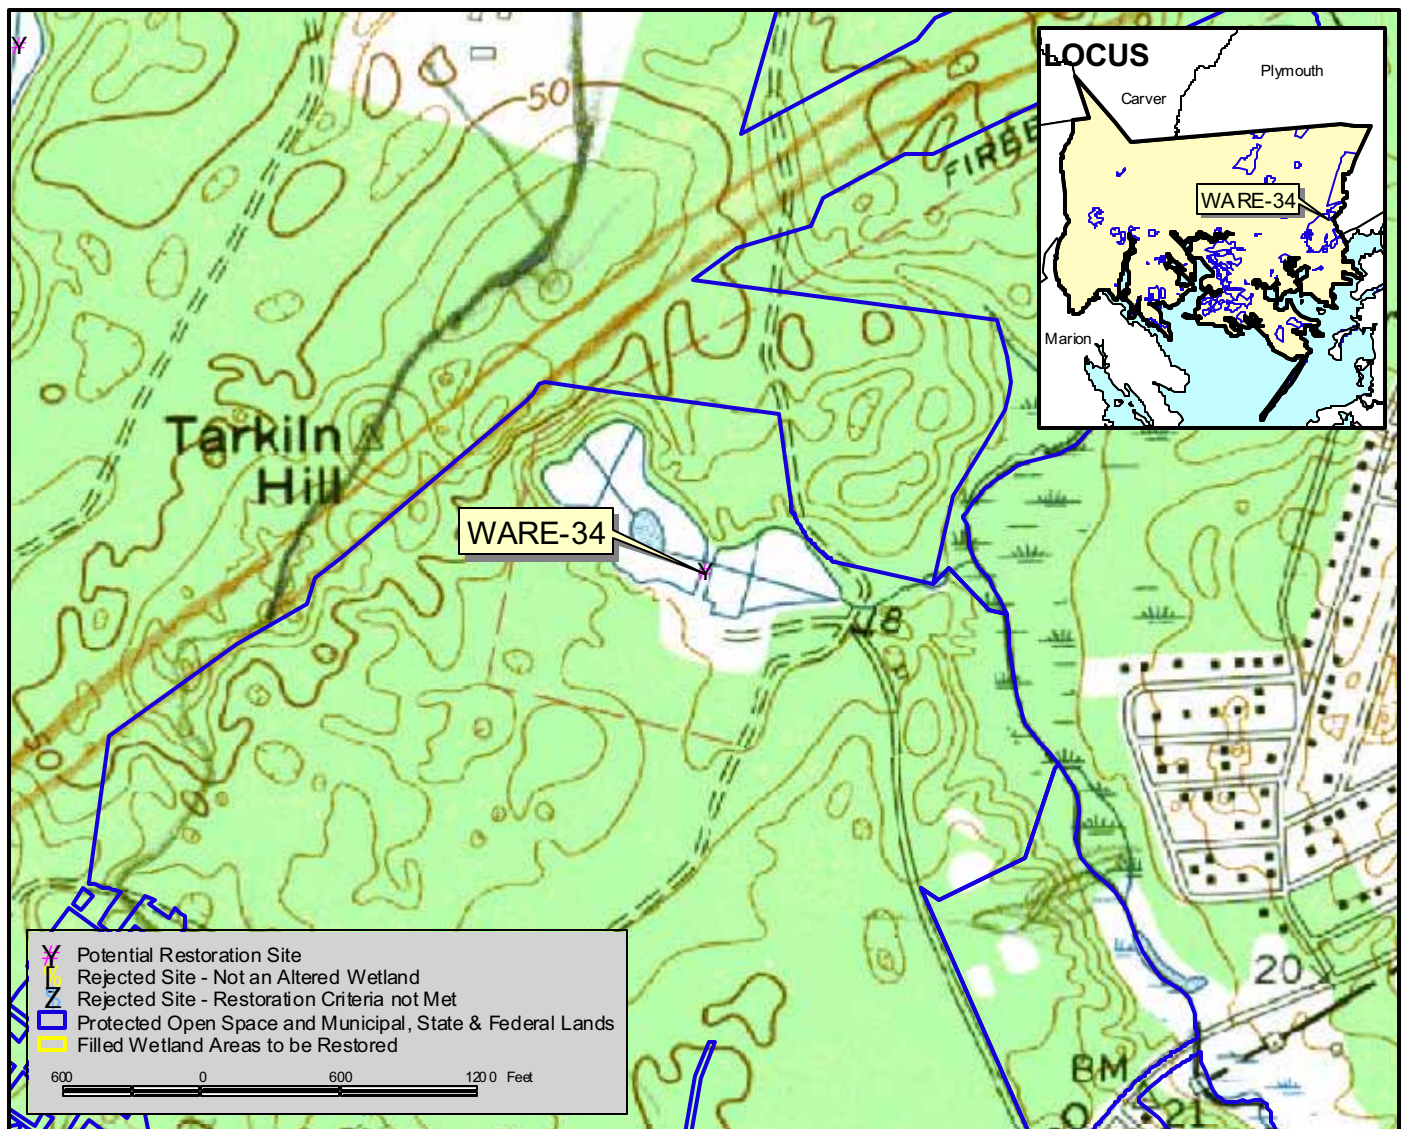 LOCUS
Plymouth
Carver
WARE-34
Marion
50
FIREB
Tarkiln
Hill
WARE-34
18
20
BM
21
Y Potential Restoration Site
L Rejected Site - Not an Altered Wetland
Z Rejected Site - Restoration Criteria not Met
Protected Open Space and Municipal, State & Federal Lands
Filled Wetland Areas to be Restored
600 0 600 1200 Feet